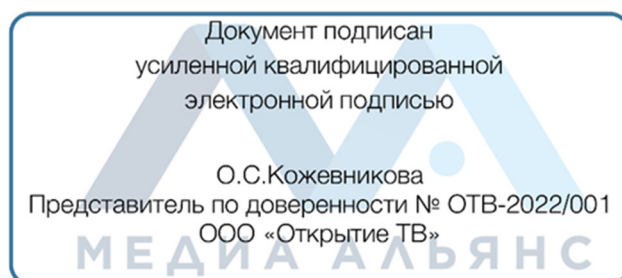 Документ подписан
усиленной квалифицированной
электронной подписью
О.С.Кожевникова
Представитель по доверенности № ОТВ-2022/001
ООО «Открытие ТВ»
МЕДИА АЛЬЯНС